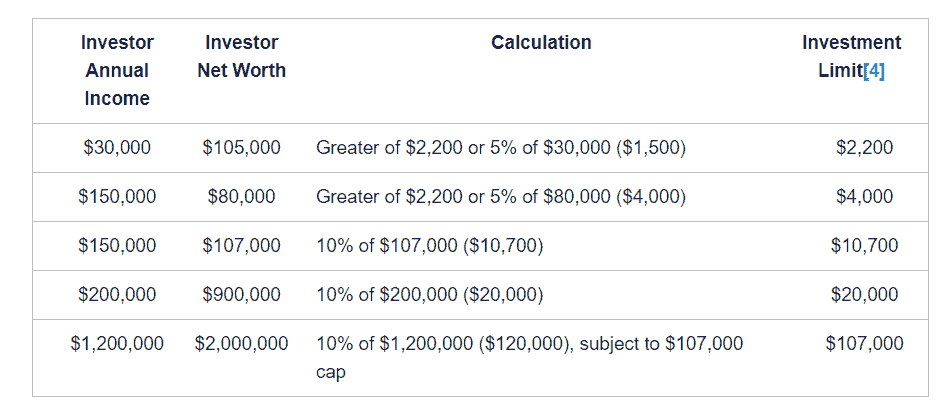 Investor Annual Income Investor Net Worth Calculation Investment Limit[4]
$30,000 $105,000 Greater of $2,200 or 5% of $30,000 ($1,500) $2,200
$150,000 $80,000 Greater of $2,200 or 5% of $80,000 ($4,000) $4,000
$150,000 $107,000 10% of $107,000 ($10,700) $10,700
$200,000 $900,000 10% of $200,000 ($20,000) $20,000
$1,200,000 $2,000,000 10% of $1,200,000 ($120,000), subject to $107,000 cap $107,000